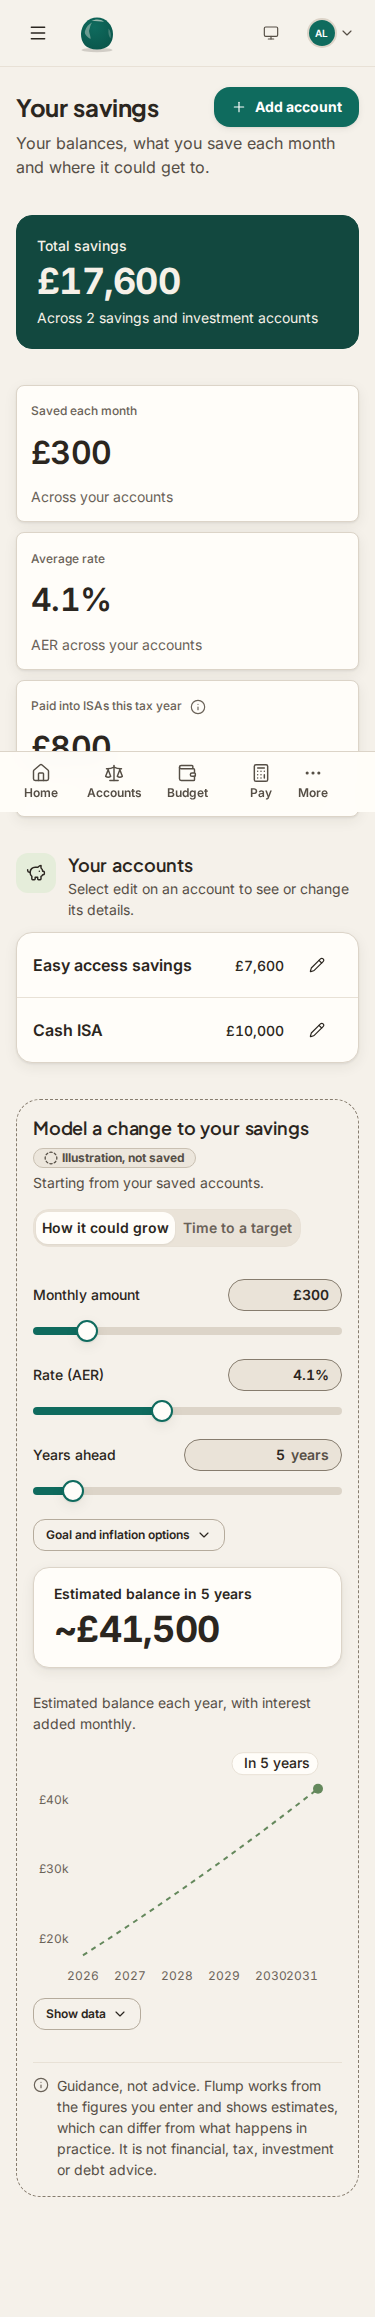 AL
Your savings
Add account
Your balances, what you save each month
and where it could get to.
Total savings
£17,600
Across 2 savings and investment accounts
Saved each month
£300
Across your accounts
Average rate
4.1%
AER across your accounts
Paid into ISAs this tax year
£800
Home Accounts Budget Pay More
Your accounts
Select edit on an account to see or change
its details.
Easy access savings £7,600
Cash ISA £10,000
Model a change to your savings
Illustration, not saved
Starting from your saved accounts.
How it could grow Time to a target
Monthly amount £300
Rate (AER) 4.1%
Years ahead 5 years
Goal and inflation options
Estimated balance in 5 years
~£41,500
Estimated balance each year, with interest
added monthly.
In 5 years
£40k
£30k
£20k
2026 2027 2028 2029 2030 2031
Show data
Guidance, not advice. Flump works from
the figures you enter and shows estimates,
which can differ from what happens in
practice. It is not financial, tax, investment
or debt advice.